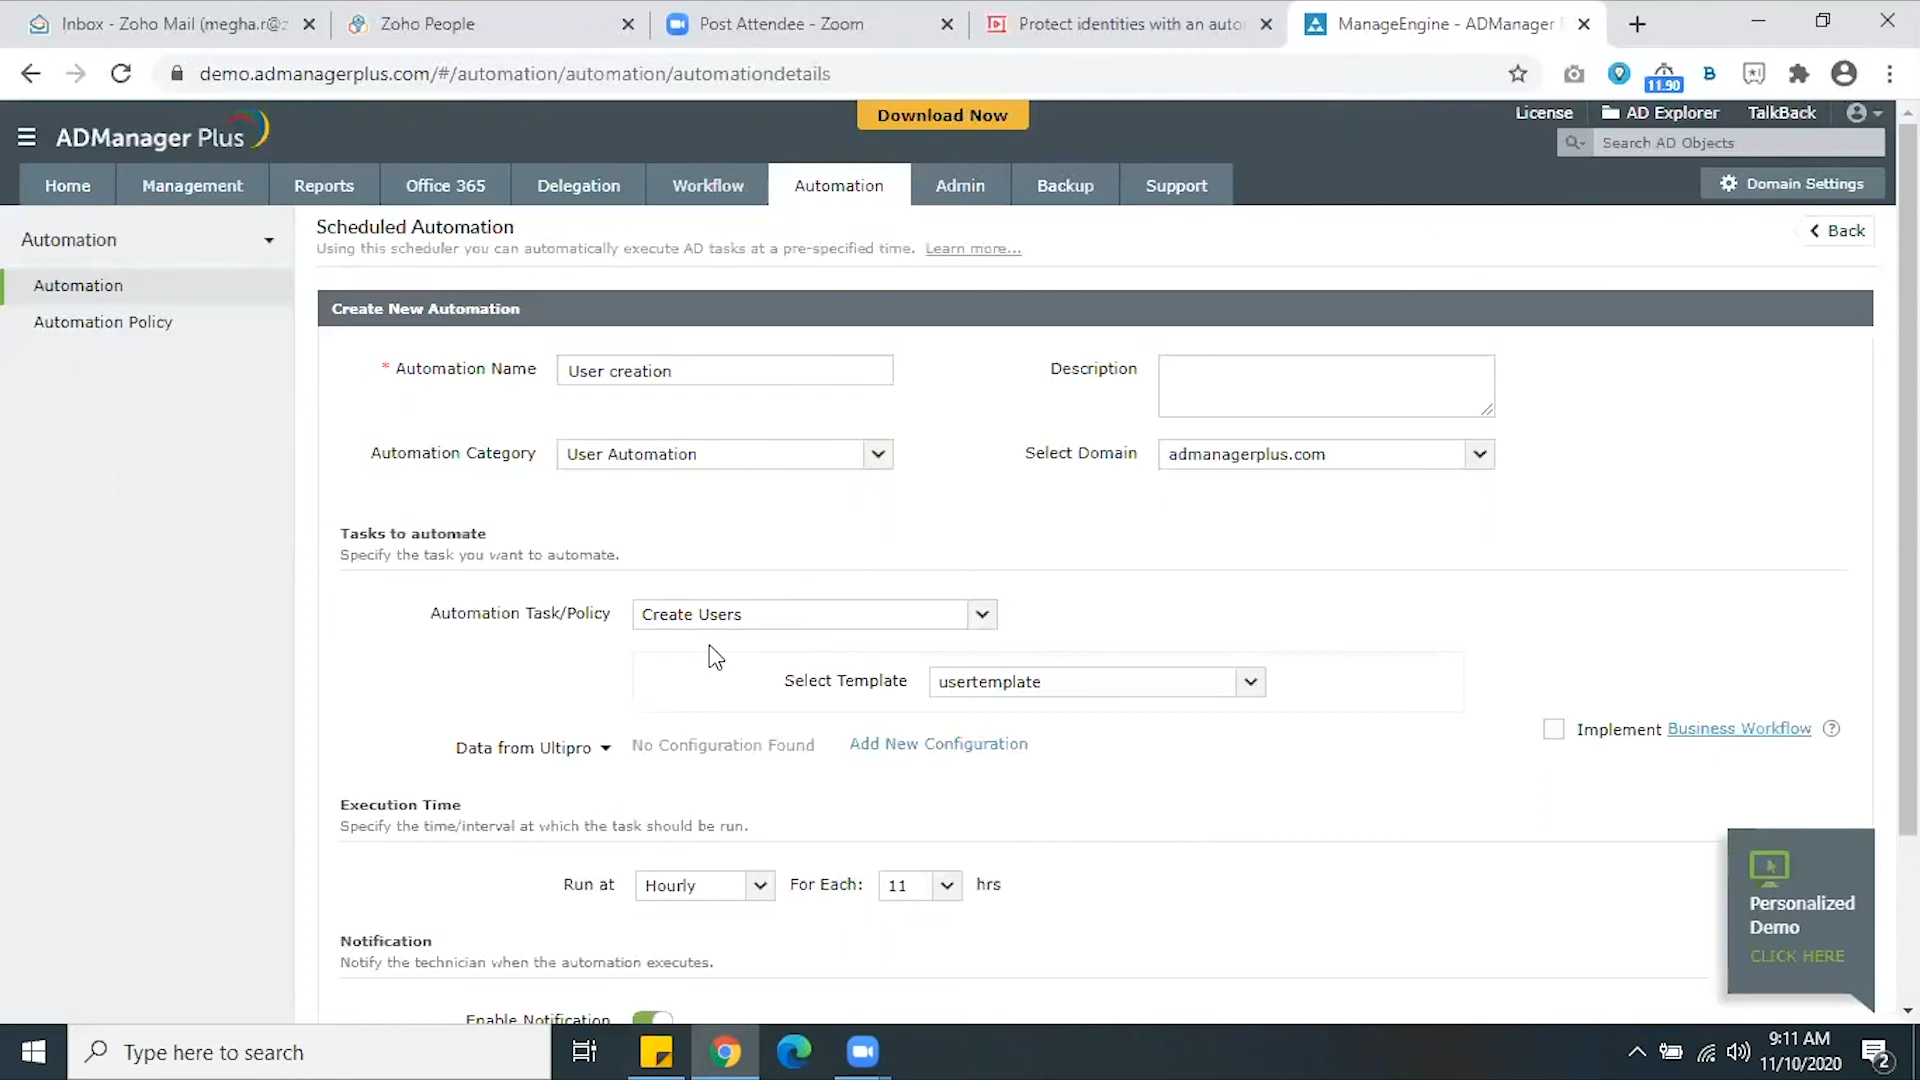 Inbox - Zoho Mail (megha.r@z
Zoho People
Post Attendee - Zoom
Protect identities with an auto
ManageEngine - ADManager
demo.admanagerplus.com/#/automation/automationdetails
11.90
B
ADManager Plus
Download Now
License
AD Explorer
TalkBack
Search AD Objects
Home
Management
Reports
Office 365
Delegation
Workflow
Automation
Admin
Backup
Support
Domain Settings
Automation
Automation
Automation Policy
Scheduled Automation
Using this scheduler you can automatically execute AD tasks at a pre-specified time. Learn more...
Back
Create New Automation
* Automation Name
User creation
Description
Automation Category
User Automation
Select Domain
admanagerplus.com
Tasks to automate
Specify the task you want to automate.
Automation Task/Policy
Create Users
Select Template
usertemplate
Implement Business Workflow ?
Data from Ultipro
No Configuration Found
Add New Configuration
Execution Time
Specify the time/interval at which the task should be run.
Run at
Hourly
For Each:
11
hrs
Notification
Notify the technician when the automation executes.
Enable Notification
Personalized
Demo
CLICK HERE
Type here to search
9:11 AM
11/10/2020
2